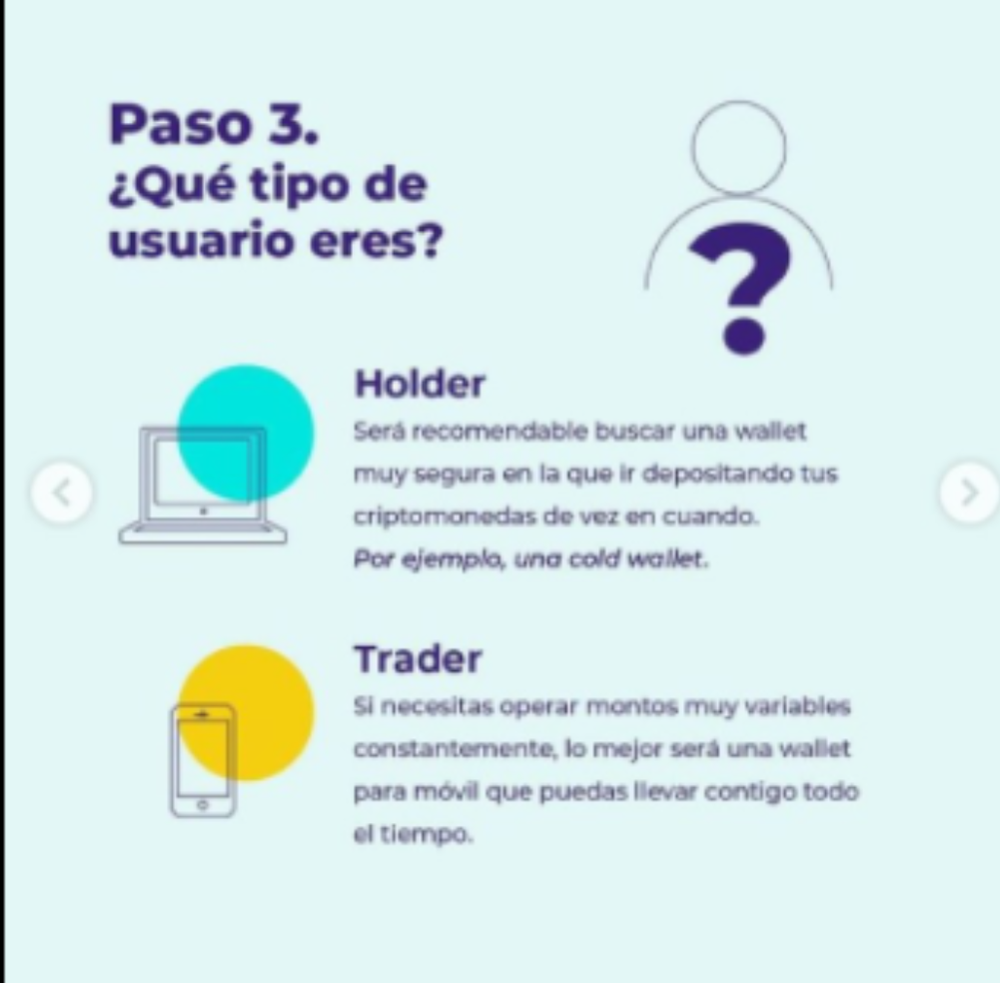 Paso 3.
¿Qué tipo de
usuario eres?
?
Holder
Será recomendable buscar una wallet
muy segura en la que ir depositando tus
criptomonedas de vez en cuando.
Por ejemplo, una cold wallet.
Trader
Si necesitas operar montos muy variables
constantemente, lo mejor será una wallet
para móvil que puedas llevar contigo todo
el tiempo.